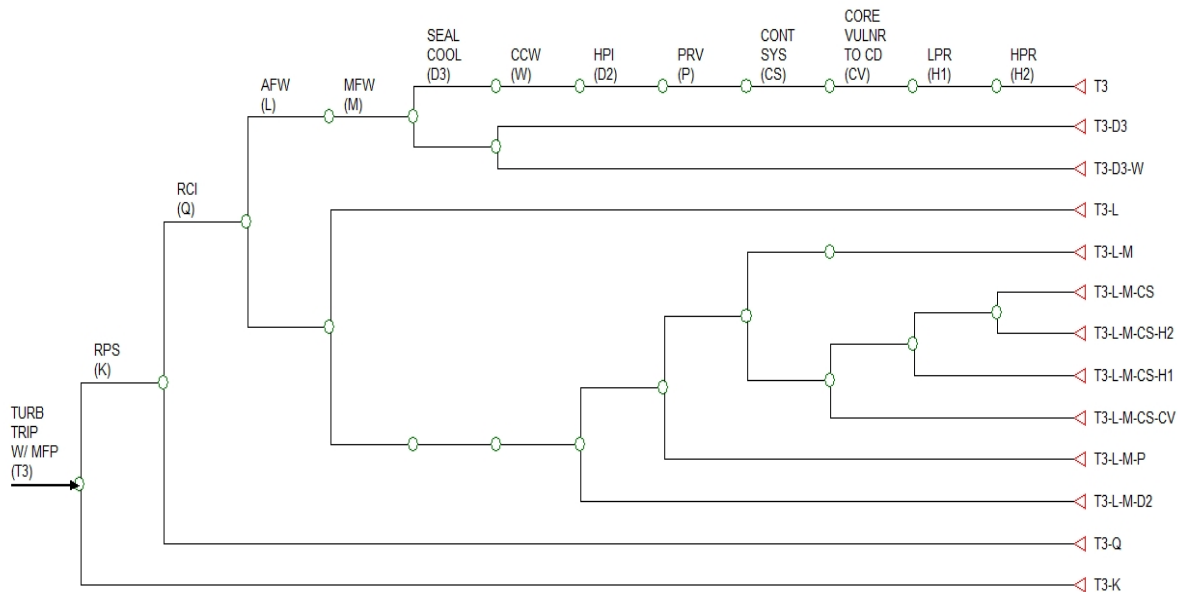 SEAL
COOL
(D3)
CCW
(W)
HPI
(D2)
PRV
(P)
CONT
SYS
(CS)
CORE
VULNR
TO CD
(CV)
LPR
(H1)
HPR
(H2)
AFW
(L)
MFW
(M)
RCI
(Q)
RPS
(K)
TURB
TRIP
W/ MFP
(T3)
T3
T3-D3
T3-D3-W
T3-L
T3-L-M
T3-L-M-CS
T3-L-M-CS-H2
T3-L-M-CS-H1
T3-L-M-CS-CV
T3-L-M-P
T3-L-M-D2
T3-Q
T3-K